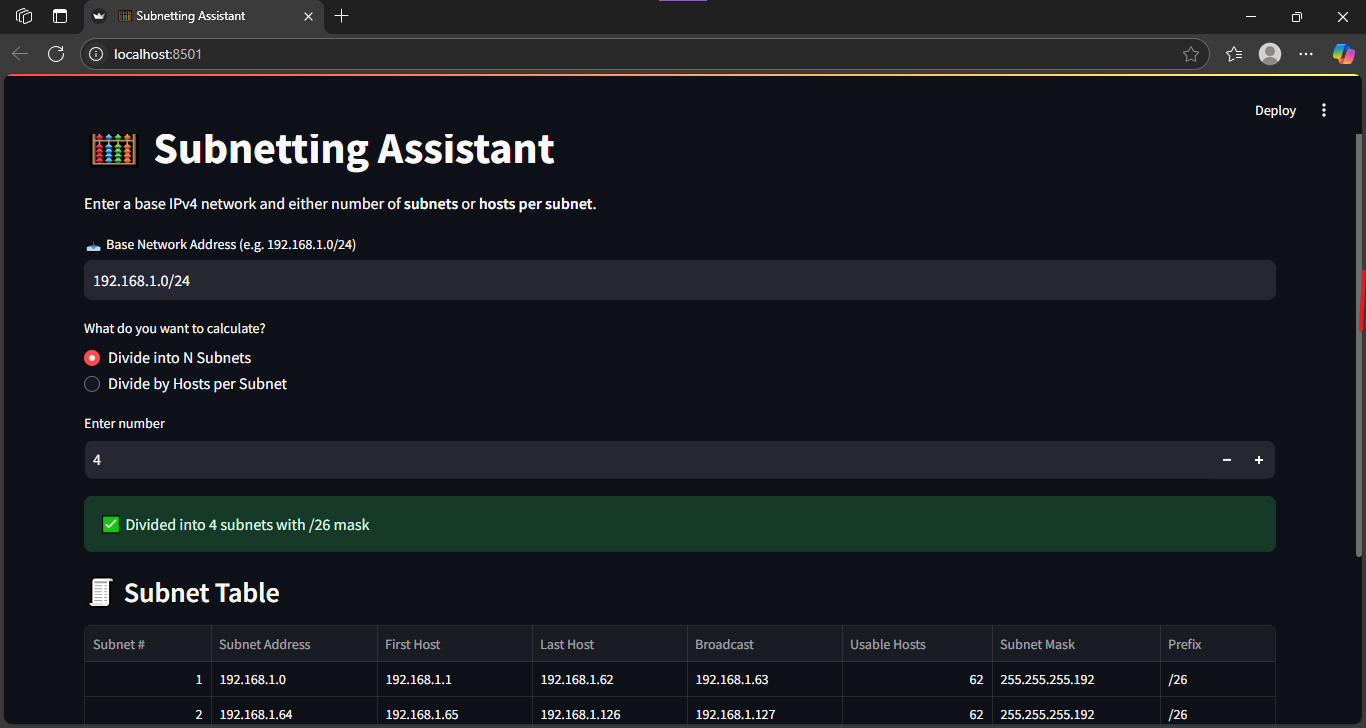 Subnetting Assistant
localhost:8501
Deploy
Subnetting Assistant
Enter a base IPv4 network and either number of subnets or hosts per subnet.
Base Network Address (e.g. 192.168.1.0/24)
192.168.1.0/24
What do you want to calculate?
Divide into N Subnets
Divide by Hosts per Subnet
Enter number
4
Divided into 4 subnets with /26 mask
Subnet Table
Subnet # Subnet Address First Host Last Host Broadcast Usable Hosts Subnet Mask Prefix
1 192.168.1.0 192.168.1.1 192.168.1.62 192.168.1.63 62 255.255.255.192 /26
2 192.168.1.64 192.168.1.65 192.168.1.126 192.168.1.127 62 255.255.255.192 /26